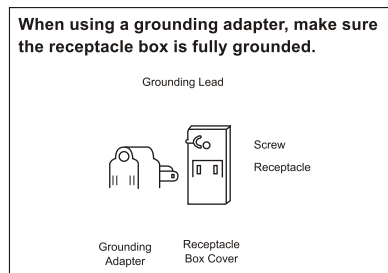 When using a grounding adapter, make sure
the receptacle box is fully grounded.
Grounding Lead
Screw
Receptacle
Grounding
Adapter
Receptacle
Box Cover